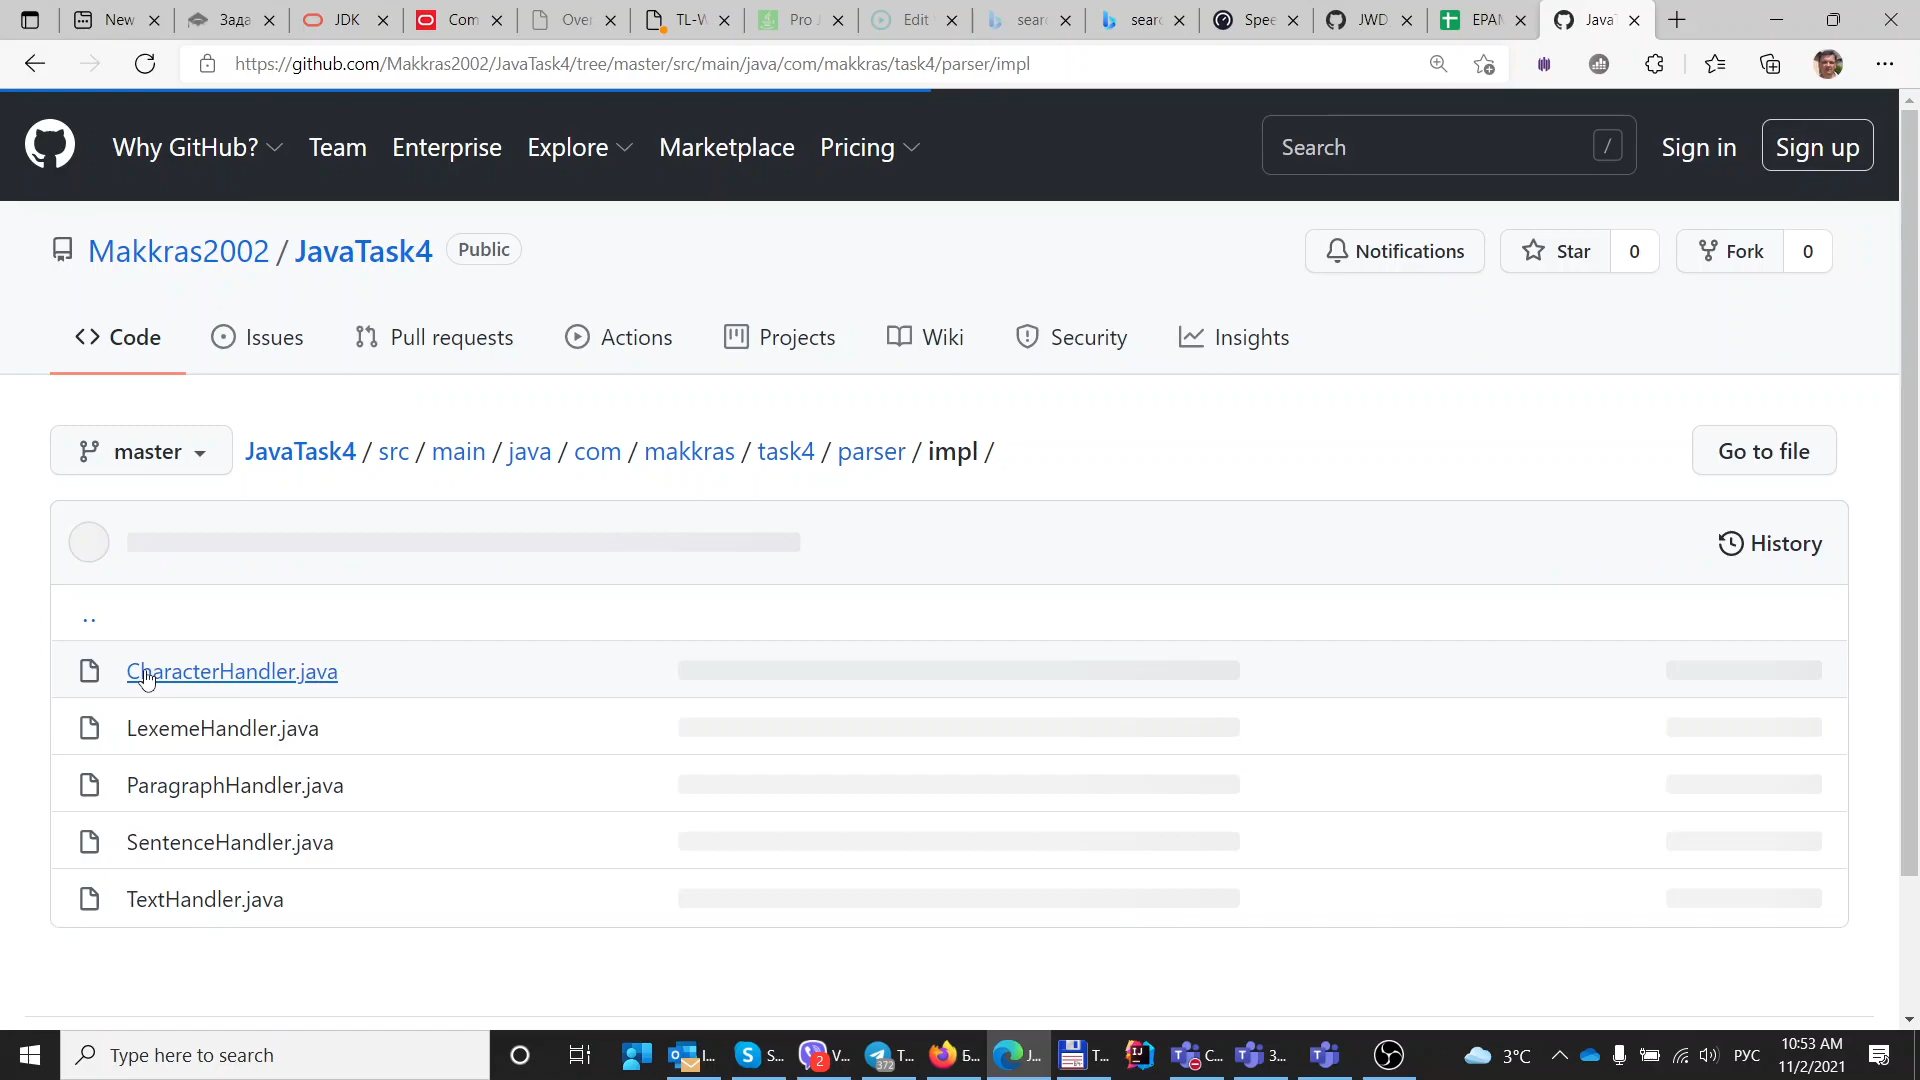 New
Зада
JDK
Com
Over
TL-W
Pro J
Edit
searc
searc
Spee
JWD
EPAM
Java
https://github.com/Makkras2002/JavaTask4/tree/master/src/main/java/com/makkras/task4/parser/impl
Why GitHub? Team Enterprise Explore Marketplace Pricing Search / Sign in Sign up
Makkras2002 / JavaTask4 Public Notifications Star 0 Fork 0
Code Issues Pull requests Actions Projects Wiki Security Insights
master JavaTask4 / src / main / java / com / makkras / task4 / parser / impl / Go to file
History
..
CharacterHandler.java
LexemeHandler.java
ParagraphHandler.java
SentenceHandler.java
TextHandler.java
Type here to search I... S... 2 V... 372 T... Б... J... T... C... З... 3°C РУС 10:53 AM
11/2/2021